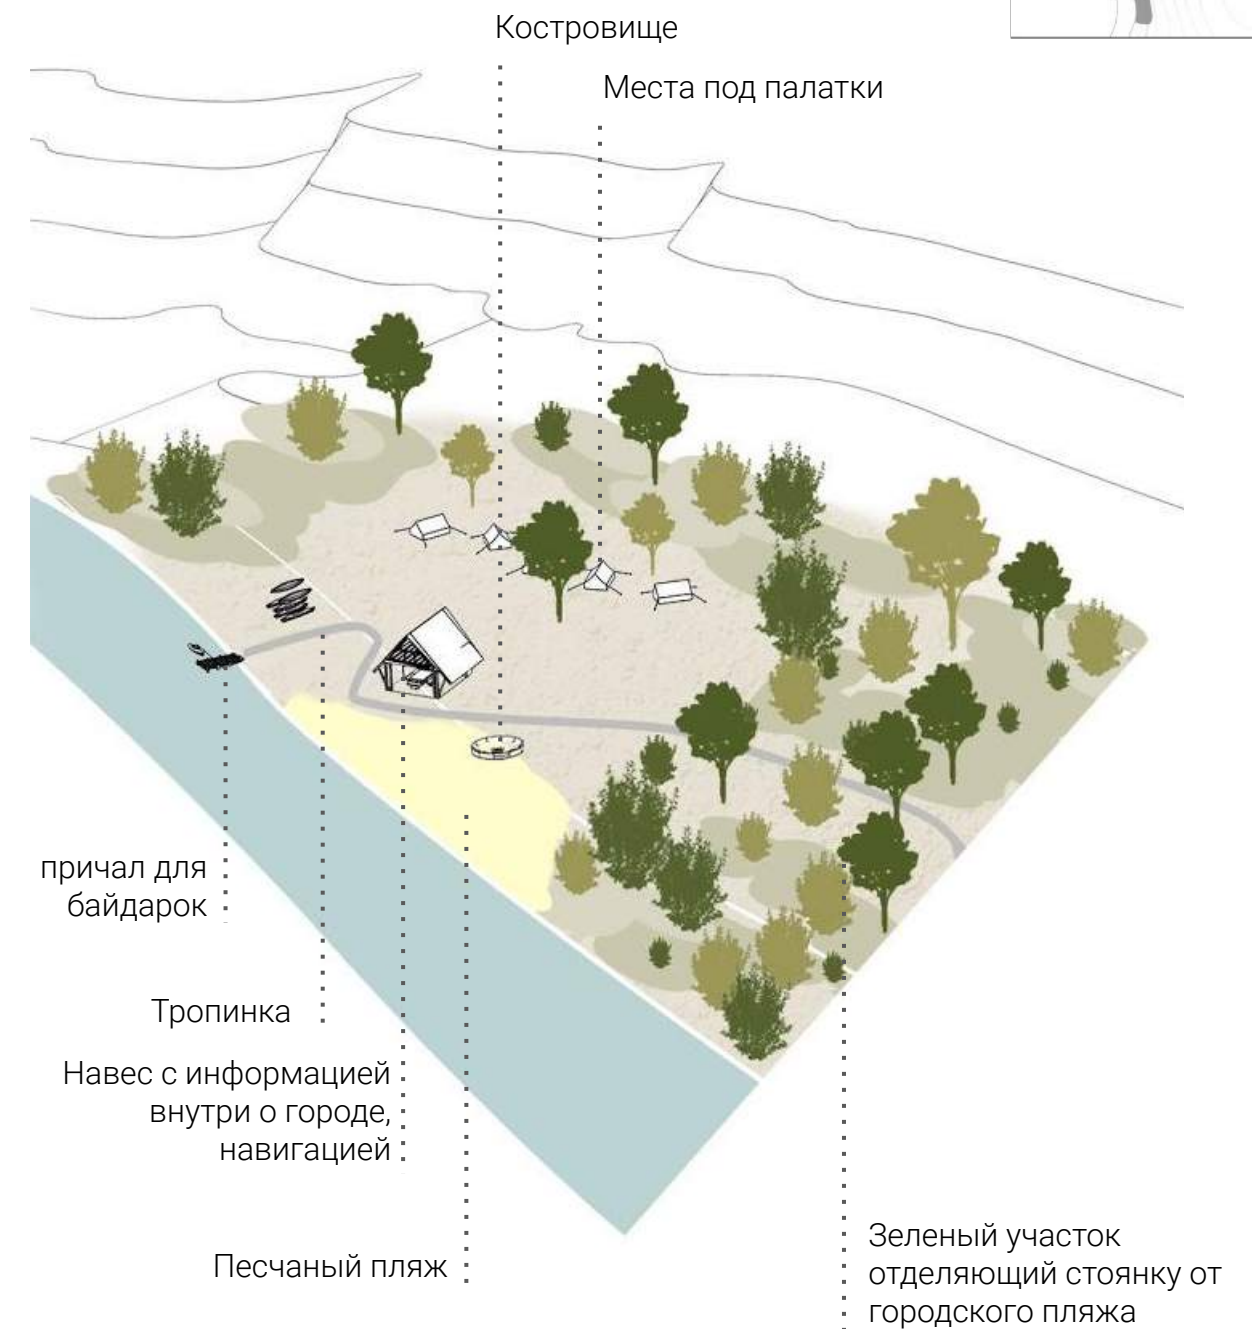 Костровище
Места под палатки
причал для
байдарок
Тропинка
Навес с информацией
внутри о городе,
навигацией
Песчаный пляж
Зеленый участок
отделяющий стоянку от
городского пляжа